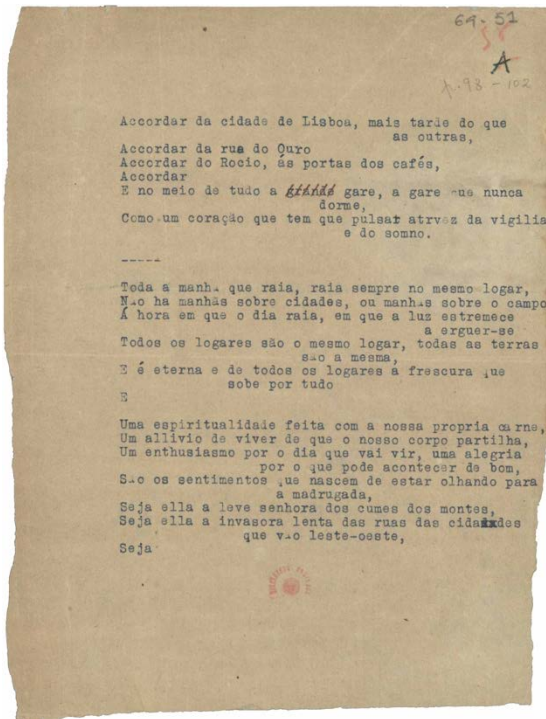 69-51
58
A
p. 98 - 102
Accordar da cidade de Lisboa, mais tarde do que
as outras,
Accordar da rua do Ouro
Accordar do Rocio, ás portas dos cafés,
Accordar
E no meio de tudo a gare, a gare que nunca
dorme,
Como um coração que tem que pulsar atrvez da vigilia
e do somno.
-----
Toda a manhã que raia, raia sempre no mesmo logar,
Não ha manhãs sobre cidades, ou manhãs sobre o campo
Á hora em que o dia raia, em que a luz estremece
a erguer-se
Todos os logares são o mesmo logar, todas as terras
são a mesma,
E é eterna e de todos os logares a frescura que
sobe por tudo
E
Uma espiritualidade feita com a nossa propria carne,
Um allivio de viver de que o nosso corpo partilha,
Um enthusiasmo por o dia que vai vir, uma alegria
por o que pode acontecer de bom,
São os sentimentos que nascem de estar olhando para
a madrugada,
Seja ella a leve senhora dos cumes dos montes,
Seja ella a invasora lenta das ruas das cidades
que vão leste-oeste,
Seja